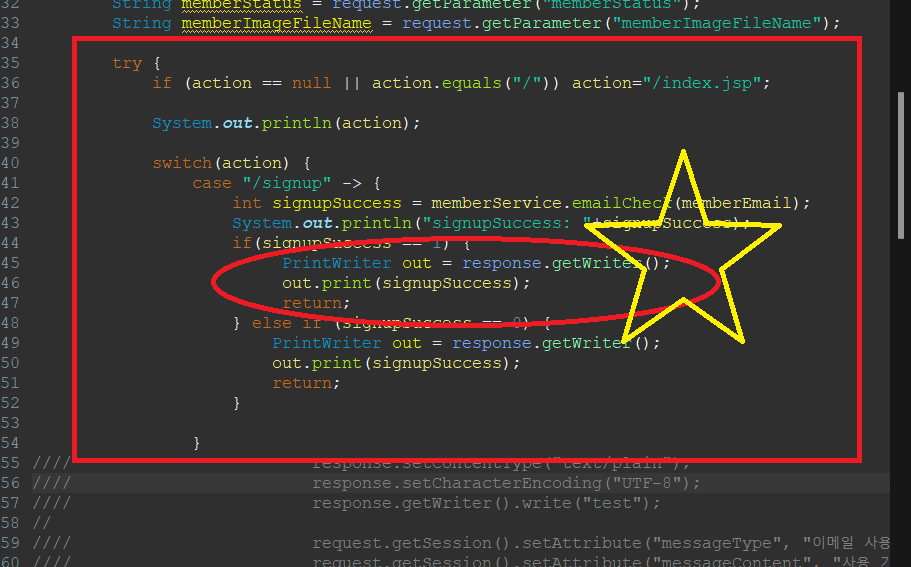 32 String memberStatus = request.getParameter("memberStatus");
33 String memberImageFileName = request.getParameter("memberImageFileName");
34
35 try {
36 if (action == null || action.equals("/")) action="/index.jsp";
37
38 System.out.println(action);
39
40 switch(action) {
41 case "/signup" -> {
42 int signupSuccess = memberService.emailCheck(memberEmail);
43 System.out.println("signupSuccess: "+signupSuccess);
44 if(signupSuccess == 1) {
45 PrintWriter out = response.getWriter();
46 out.print(signupSuccess);
47 return;
48 } else if (signupSuccess == 0) {
49 PrintWriter out = response.getWriter();
50 out.print(signupSuccess);
51 return;
52 }
53
54 }
55 //// response.setContentType("text/plain");
56 //// response.setCharacterEncoding("UTF-8");
57 //// response.getWriter().write("test");
58 //
59 //// request.getSession().setAttribute("messageType", "이메일 사용
60 //// request.getSession().setAttribute("messageContent", "사용